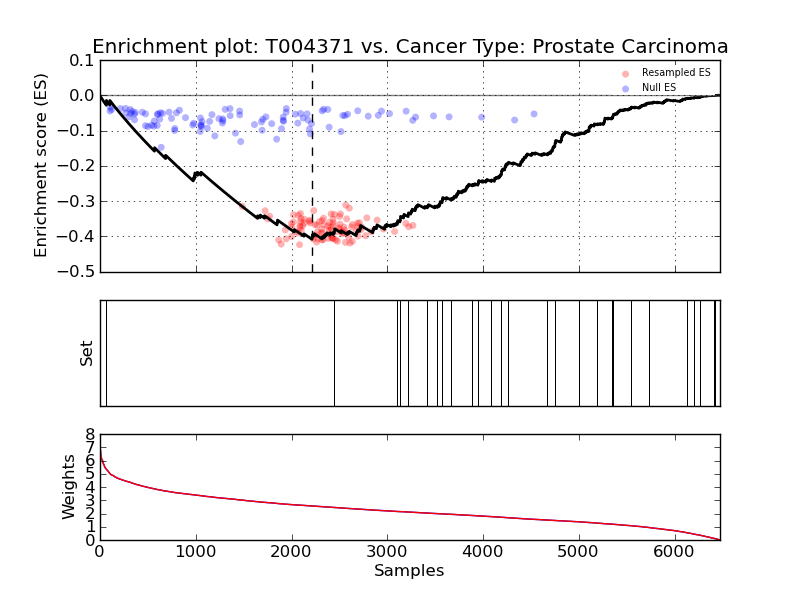 Enrichment plot: T004371 vs. Cancer Type: Prostate Carcinoma
Enrichment score (ES)
0.1
0.0
−0.1
−0.2
−0.3
−0.4
−0.5
Resampled ES
Null ES
Set
Weights
8
7
6
5
4
3
2
1
0
0 1000 2000 3000 4000 5000 6000
Samples